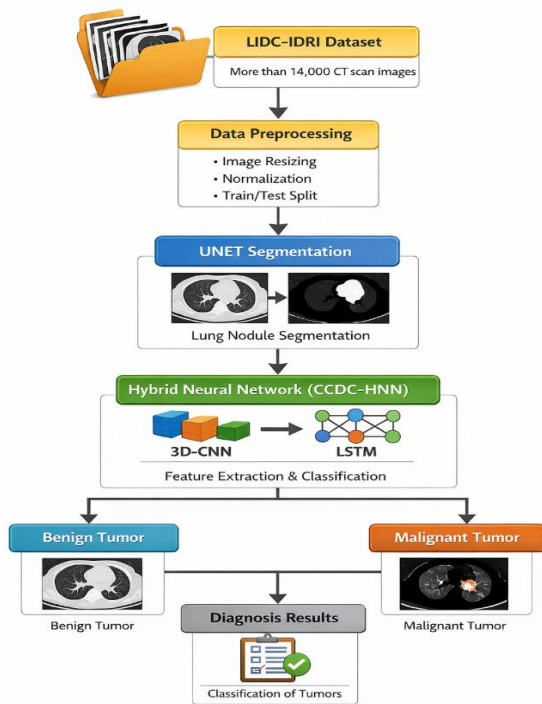 LIDC-IDRI Dataset
More than 14,000 CT scan images
Data Preprocessing
• Image Resizing
• Normalization
• Train/Test Split
UNET Segmentation
Lung Nodule Segmentation
Hybrid Neural Network (CCDC-HNN)
3D-CNN
LSTM
Feature Extraction & Classification
Benign Tumor
Malignant Tumor
Benign Tumor
Malignant Tumor
Diagnosis Results
Classification of Tumors